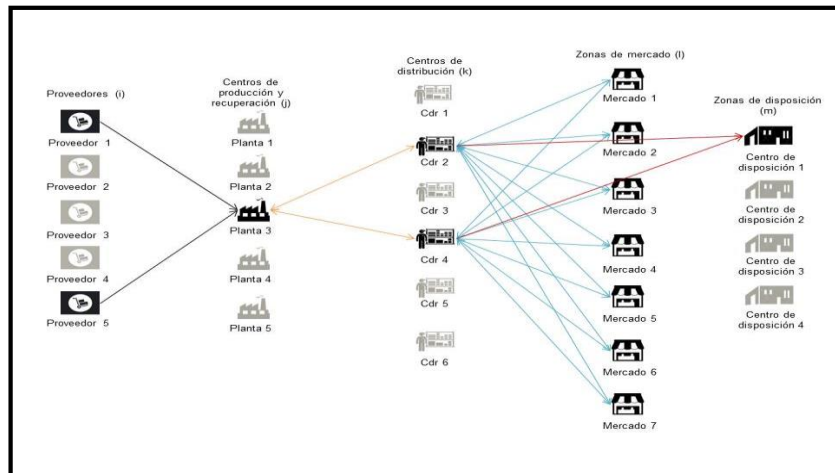 Proveedores (i)
Proveedor 1
Proveedor 2
Proveedor 3
Proveedor 4
Proveedor 5
Centros de
producción y
recuperación (j)
Planta 1
Planta 2
Planta 3
Planta 4
Planta 5
Centros de
distribución (k)
Cdr 1
Cdr 2
Cdr 3
Cdr 4
Cdr 5
Cdr 6
Zonas de mercado (l)
Mercado 1
Mercado 2
Mercado 3
Mercado 4
Mercado 5
Mercado 6
Mercado 7
Zonas de disposición
(m)
Centro de
disposición 1
Centro de
disposición 2
Centro de
disposición 3
Centro de
disposición 4